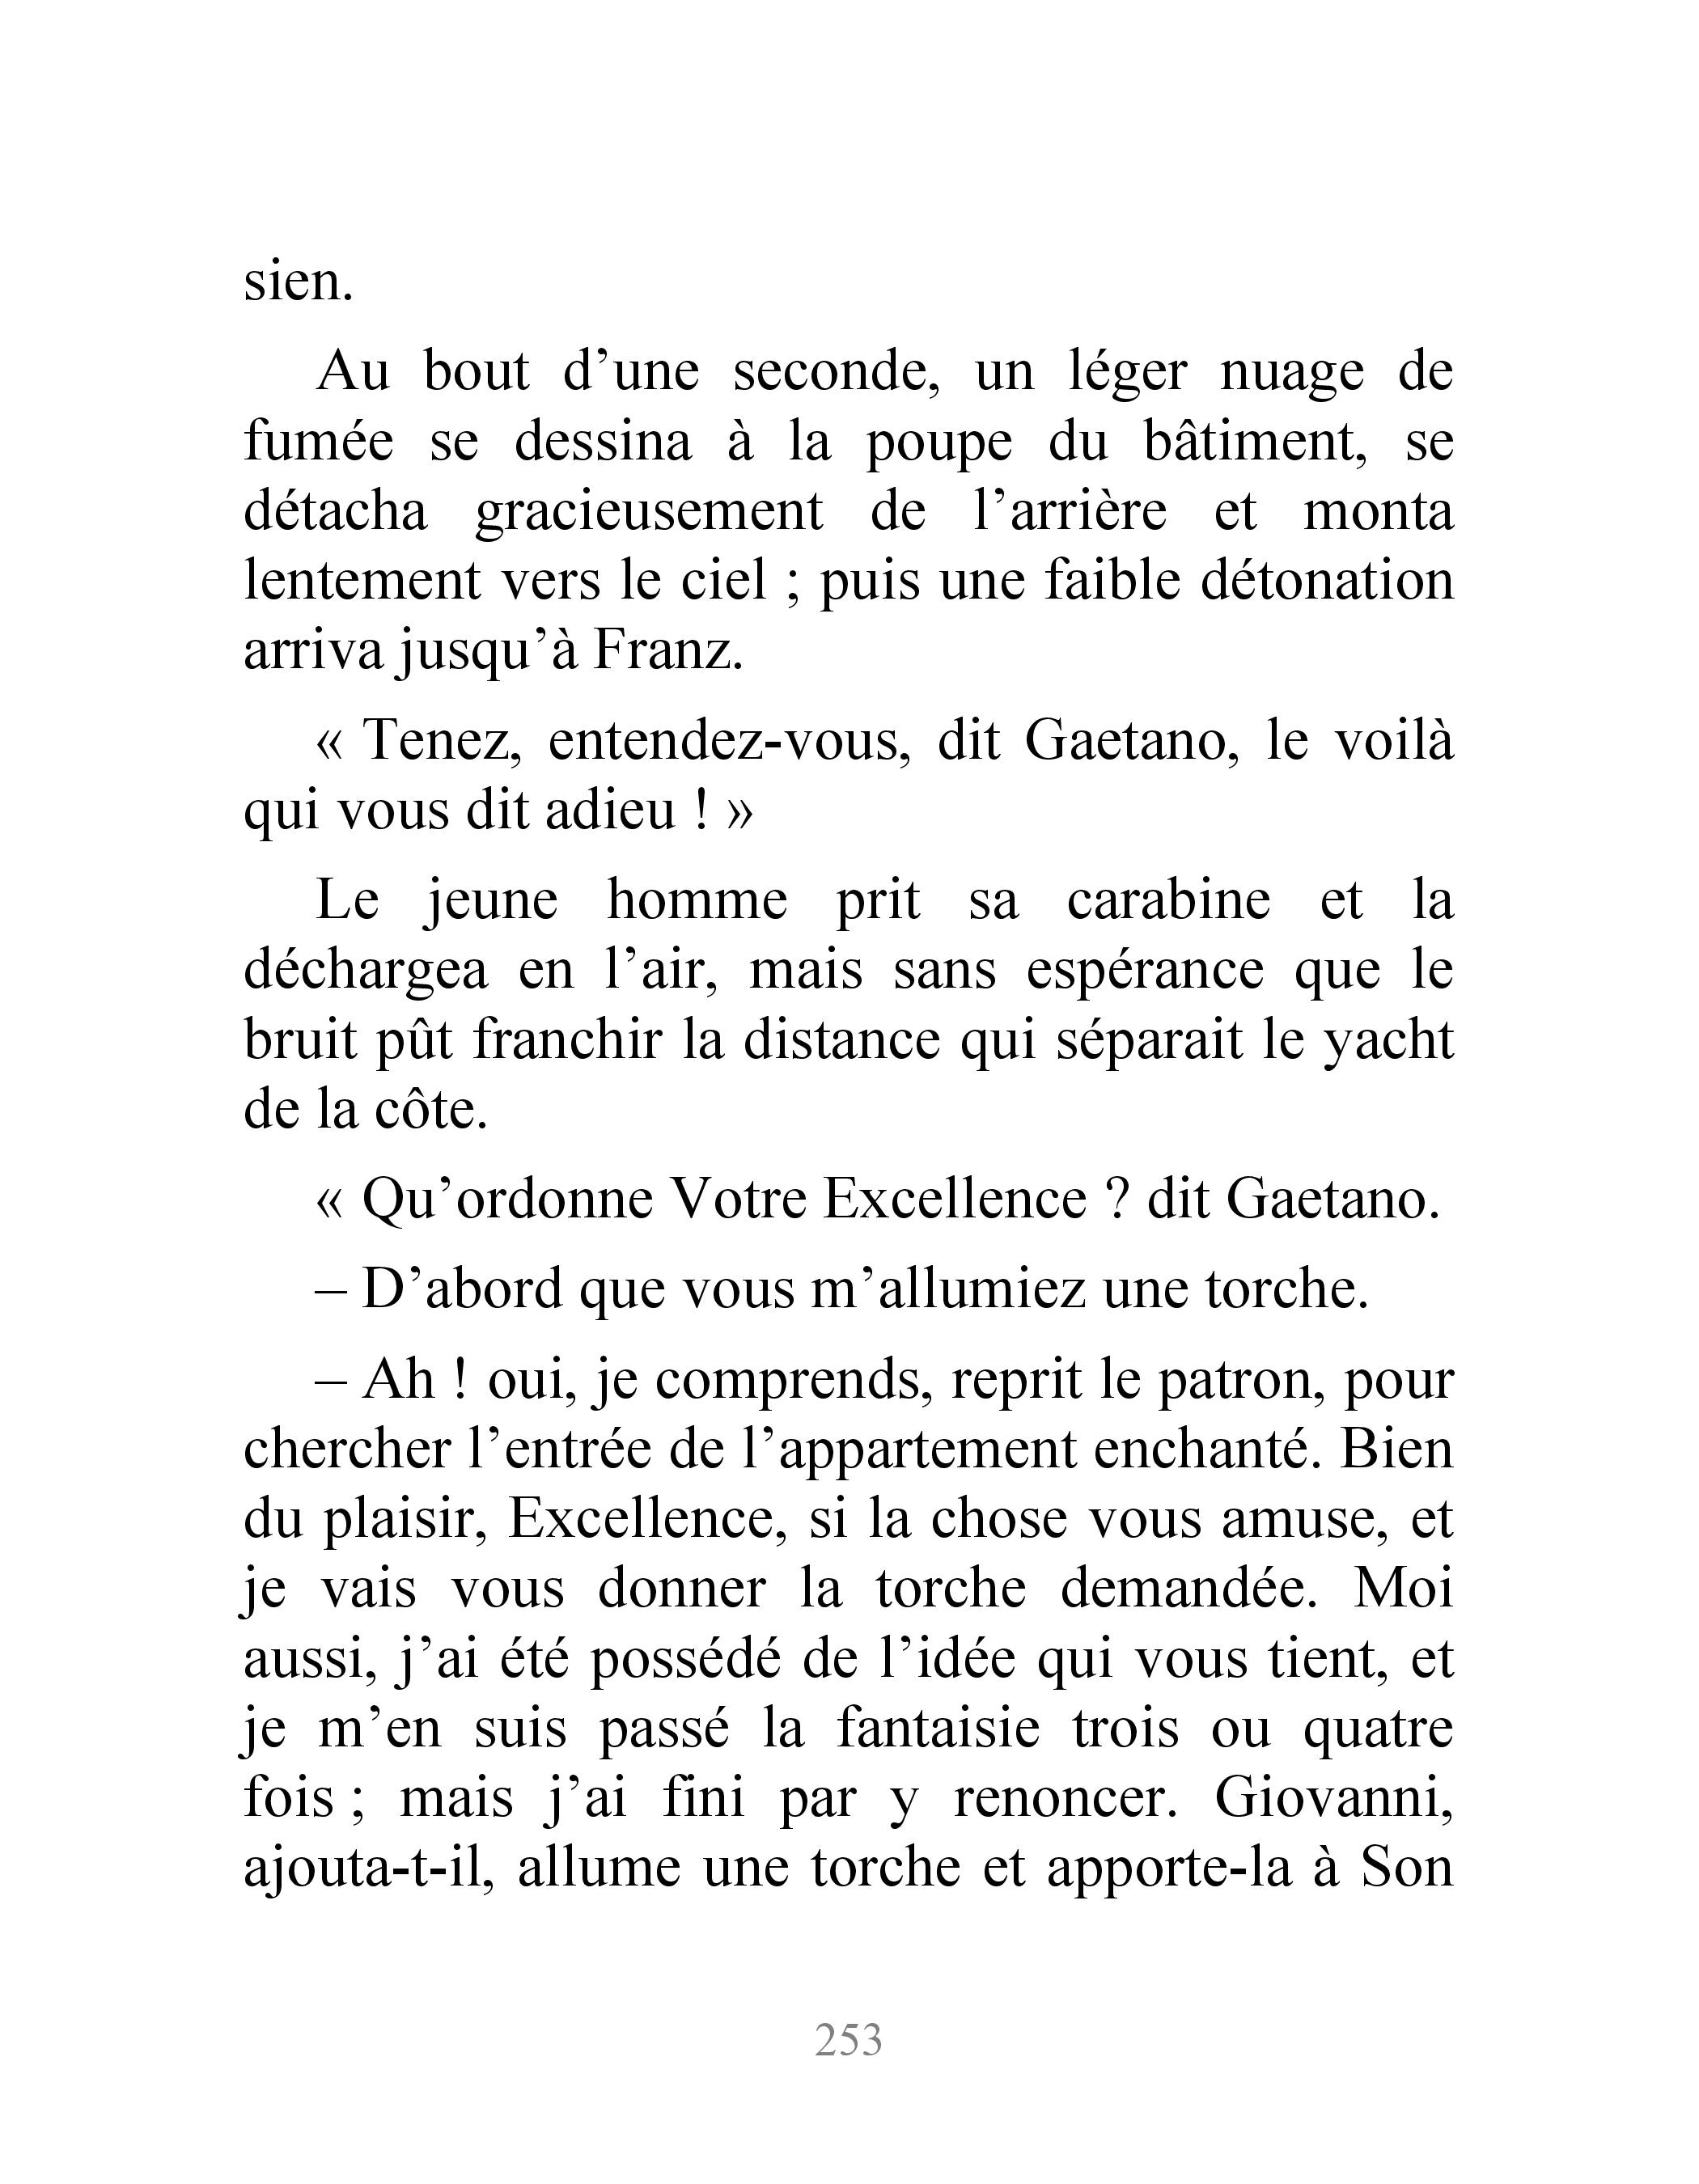 sien.
Au bout d’une seconde, un léger nuage de
fumée se dessina à la poupe du bâtiment, se
détacha gracieusement de l’arrière et monta
lentement vers le ciel ; puis une faible détonation
arriva jusqu’à Franz.
« Tenez, entendez-vous, dit Gaetano, le voilà
qui vous dit adieu ! »
Le jeune homme prit sa carabine et la
déchargea en l’air, mais sans espérance que le
bruit pût franchir la distance qui séparait le yacht
de la côte.
« Qu’ordonne Votre Excellence ? dit Gaetano.
– D’abord que vous m’allumiez une torche.
– Ah ! oui, je comprends, reprit le patron, pour
chercher l’entrée de l’appartement enchanté. Bien
du plaisir, Excellence, si la chose vous amuse, et
je vais vous donner la torche demandée. Moi
aussi, j’ai été possédé de l’idée qui vous tient, et
je m’en suis passé la fantaisie trois ou quatre
fois ; mais j’ai fini par y renoncer. Giovanni,
ajouta-t-il, allume une torche et apporte-la à Son
253